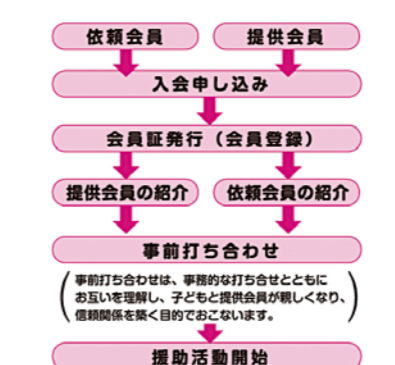 依頼会員
提供会員
入会申し込み
会員証発行（会員登録）
提供会員の紹介
依頼会員の紹介
事前打ち合わせ
事前打ち合わせは、事務的な打ち合せとともに
お互いを理解し、子どもと提供会員が親しくなり、
信頼関係を築く目的でおこないます。
援助活動開始